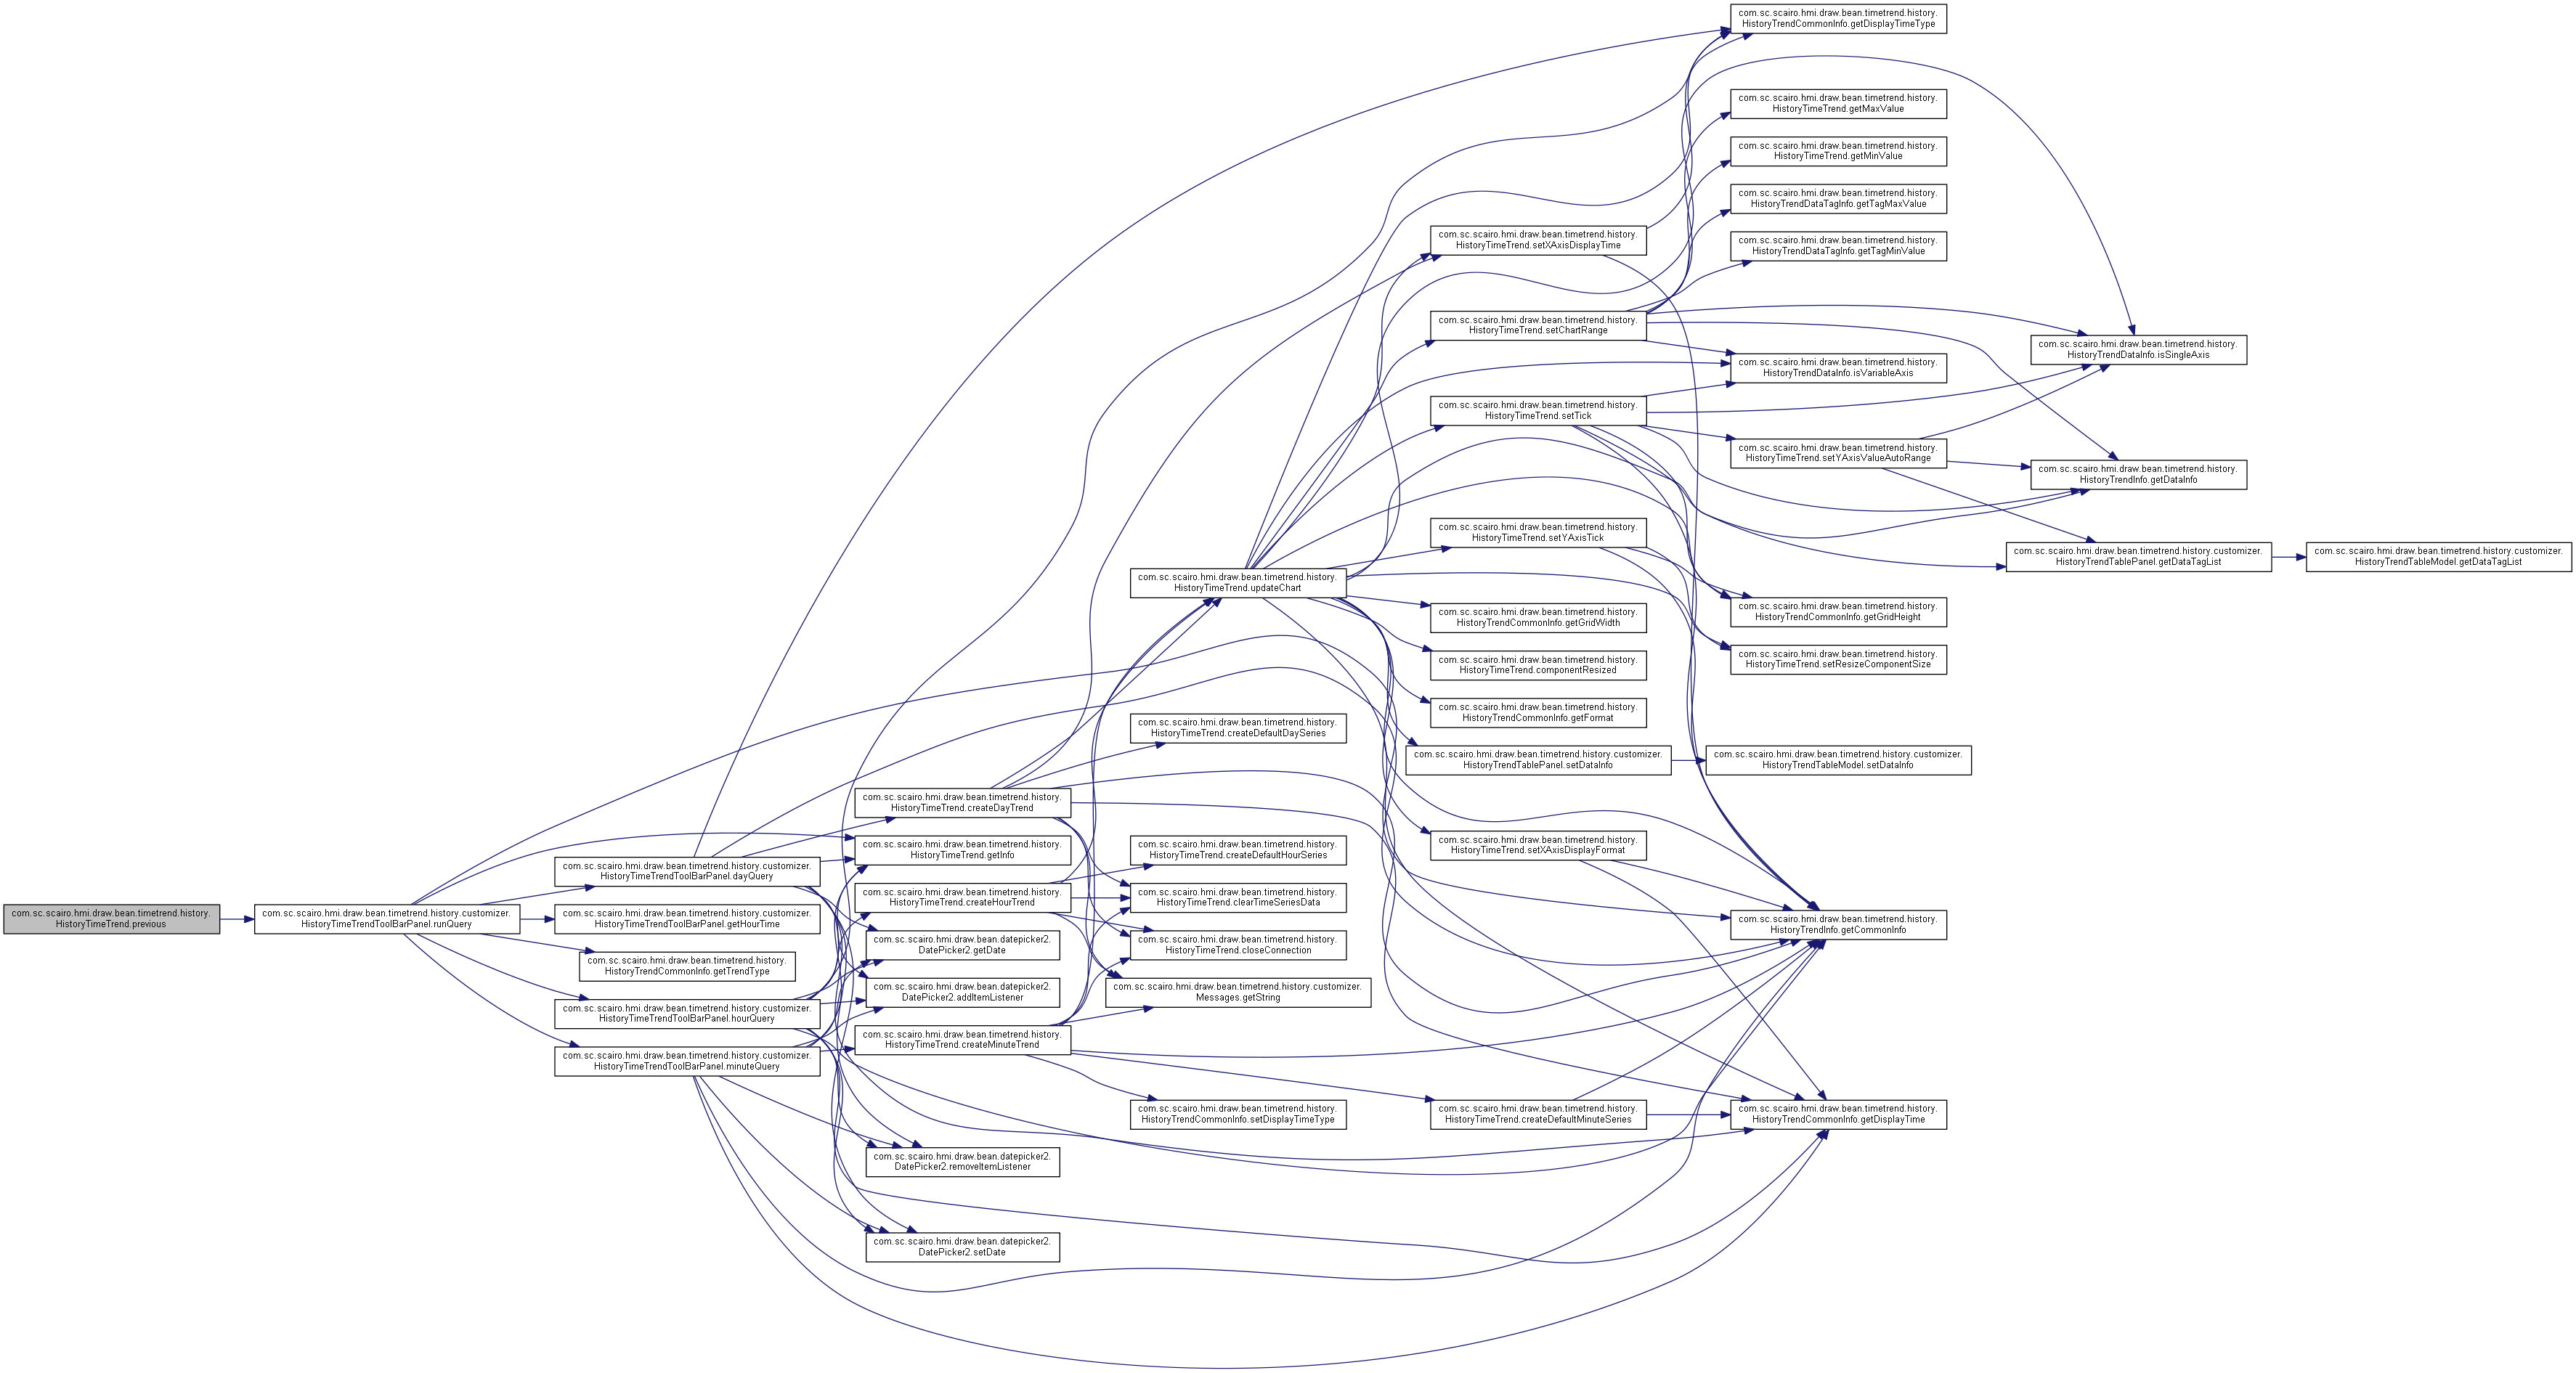 com.sc.scairo.hmi.draw.bean.timetrend.history.
HistoryTimeTrend.previous
com.sc.scairo.hmi.draw.bean.timetrend.history.customizer.
HistoryTimeTrendToolBarPanel.runQuery
com.sc.scairo.hmi.draw.bean.timetrend.history.customizer.
HistoryTimeTrendToolBarPanel.dayQuery
com.sc.scairo.hmi.draw.bean.timetrend.history.customizer.
HistoryTimeTrendToolBarPanel.getHourTime
com.sc.scairo.hmi.draw.bean.timetrend.history.
HistoryTrendCommonInfo.getTrendType
com.sc.scairo.hmi.draw.bean.timetrend.history.customizer.
HistoryTimeTrendToolBarPanel.hourQuery
com.sc.scairo.hmi.draw.bean.timetrend.history.customizer.
HistoryTimeTrendToolBarPanel.minuteQuery
com.sc.scairo.hmi.draw.bean.timetrend.history.
HistoryTimeTrend.createDayTrend
com.sc.scairo.hmi.draw.bean.timetrend.history.
HistoryTimeTrend.getInfo
com.sc.scairo.hmi.draw.bean.timetrend.history.
HistoryTimeTrend.createHourTrend
com.sc.scairo.hmi.draw.bean.datepicker2.
DatePicker2.getDate
com.sc.scairo.hmi.draw.bean.datepicker2.
DatePicker2.addItemListener
com.sc.scairo.hmi.draw.bean.timetrend.history.
HistoryTimeTrend.createMinuteTrend
com.sc.scairo.hmi.draw.bean.datepicker2.
DatePicker2.removeItemListener
com.sc.scairo.hmi.draw.bean.datepicker2.
DatePicker2.setDate
com.sc.scairo.hmi.draw.bean.timetrend.history.
HistoryTimeTrend.updateChart
com.sc.scairo.hmi.draw.bean.timetrend.history.
HistoryTimeTrend.createDefaultDaySeries
com.sc.scairo.hmi.draw.bean.timetrend.history.
HistoryTimeTrend.createDefaultHourSeries
com.sc.scairo.hmi.draw.bean.timetrend.history.
HistoryTimeTrend.clearTimeSeriesData
com.sc.scairo.hmi.draw.bean.timetrend.history.
HistoryTimeTrend.closeConnection
com.sc.scairo.hmi.draw.bean.timetrend.history.customizer.
Messages.getString
com.sc.scairo.hmi.draw.bean.timetrend.history.
HistoryTrendCommonInfo.setDisplayTimeType
com.sc.scairo.hmi.draw.bean.timetrend.history.
HistoryTimeTrend.setXAxisDisplayTime
com.sc.scairo.hmi.draw.bean.timetrend.history.
HistoryTimeTrend.setChartRange
com.sc.scairo.hmi.draw.bean.timetrend.history.
HistoryTimeTrend.setTick
com.sc.scairo.hmi.draw.bean.timetrend.history.
HistoryTimeTrend.setYAxisTick
com.sc.scairo.hmi.draw.bean.timetrend.history.
HistoryTrendCommonInfo.getGridWidth
com.sc.scairo.hmi.draw.bean.timetrend.history.
HistoryTimeTrend.componentResized
com.sc.scairo.hmi.draw.bean.timetrend.history.
HistoryTrendCommonInfo.getFormat
com.sc.scairo.hmi.draw.bean.timetrend.history.customizer.
HistoryTrendTablePanel.setDataInfo
com.sc.scairo.hmi.draw.bean.timetrend.history.
HistoryTimeTrend.setXAxisDisplayFormat
com.sc.scairo.hmi.draw.bean.timetrend.history.
HistoryTimeTrend.createDefaultMinuteSeries
com.sc.scairo.hmi.draw.bean.timetrend.history.
HistoryTrendCommonInfo.getDisplayTimeType
com.sc.scairo.hmi.draw.bean.timetrend.history.
HistoryTimeTrend.getMaxValue
com.sc.scairo.hmi.draw.bean.timetrend.history.
HistoryTimeTrend.getMinValue
com.sc.scairo.hmi.draw.bean.timetrend.history.
HistoryTrendDataTagInfo.getTagMaxValue
com.sc.scairo.hmi.draw.bean.timetrend.history.
HistoryTrendDataTagInfo.getTagMinValue
com.sc.scairo.hmi.draw.bean.timetrend.history.
HistoryTrendDataInfo.isVariableAxis
com.sc.scairo.hmi.draw.bean.timetrend.history.
HistoryTimeTrend.setYAxisValueAutoRange
com.sc.scairo.hmi.draw.bean.timetrend.history.
HistoryTrendCommonInfo.getGridHeight
com.sc.scairo.hmi.draw.bean.timetrend.history.
HistoryTimeTrend.setResizeComponentSize
com.sc.scairo.hmi.draw.bean.timetrend.history.customizer.
HistoryTrendTableModel.setDataInfo
com.sc.scairo.hmi.draw.bean.timetrend.history.
HistoryTrendInfo.getCommonInfo
com.sc.scairo.hmi.draw.bean.timetrend.history.
HistoryTrendCommonInfo.getDisplayTime
com.sc.scairo.hmi.draw.bean.timetrend.history.
HistoryTrendDataInfo.isSingleAxis
com.sc.scairo.hmi.draw.bean.timetrend.history.
HistoryTrendInfo.getDataInfo
com.sc.scairo.hmi.draw.bean.timetrend.history.customizer.
HistoryTrendTablePanel.getDataTagList
com.sc.scairo.hmi.draw.bean.timetrend.history.customizer.
HistoryTrendTableModel.getDataTagList